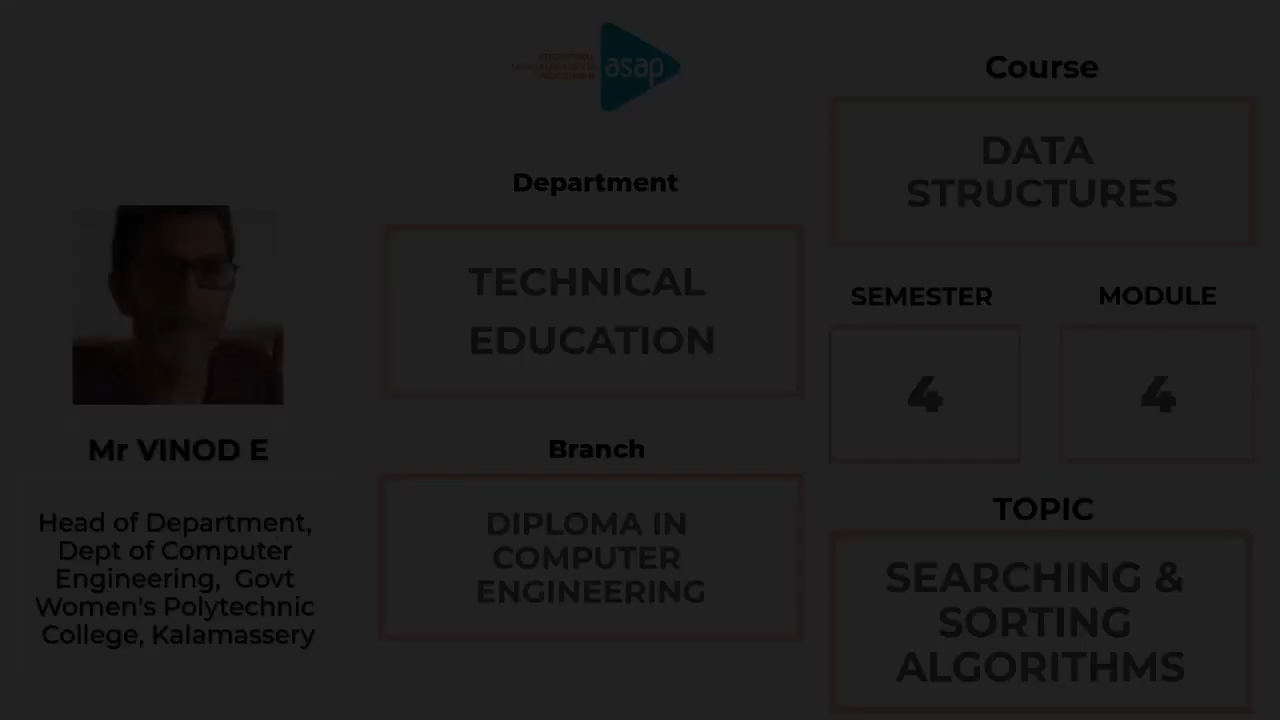 asap
Mr VINOD E
Head of Department,
Dept of Computer
Engineering, Govt
Women's Polytechnic
College, Kalamassery
Department
TECHNICAL
EDUCATION
Branch
DIPLOMA IN
COMPUTER
ENGINEERING
Course
DATA
STRUCTURES
SEMESTER
4
MODULE
4
TOPIC
SEARCHING &
SORTING
ALGORITHMS